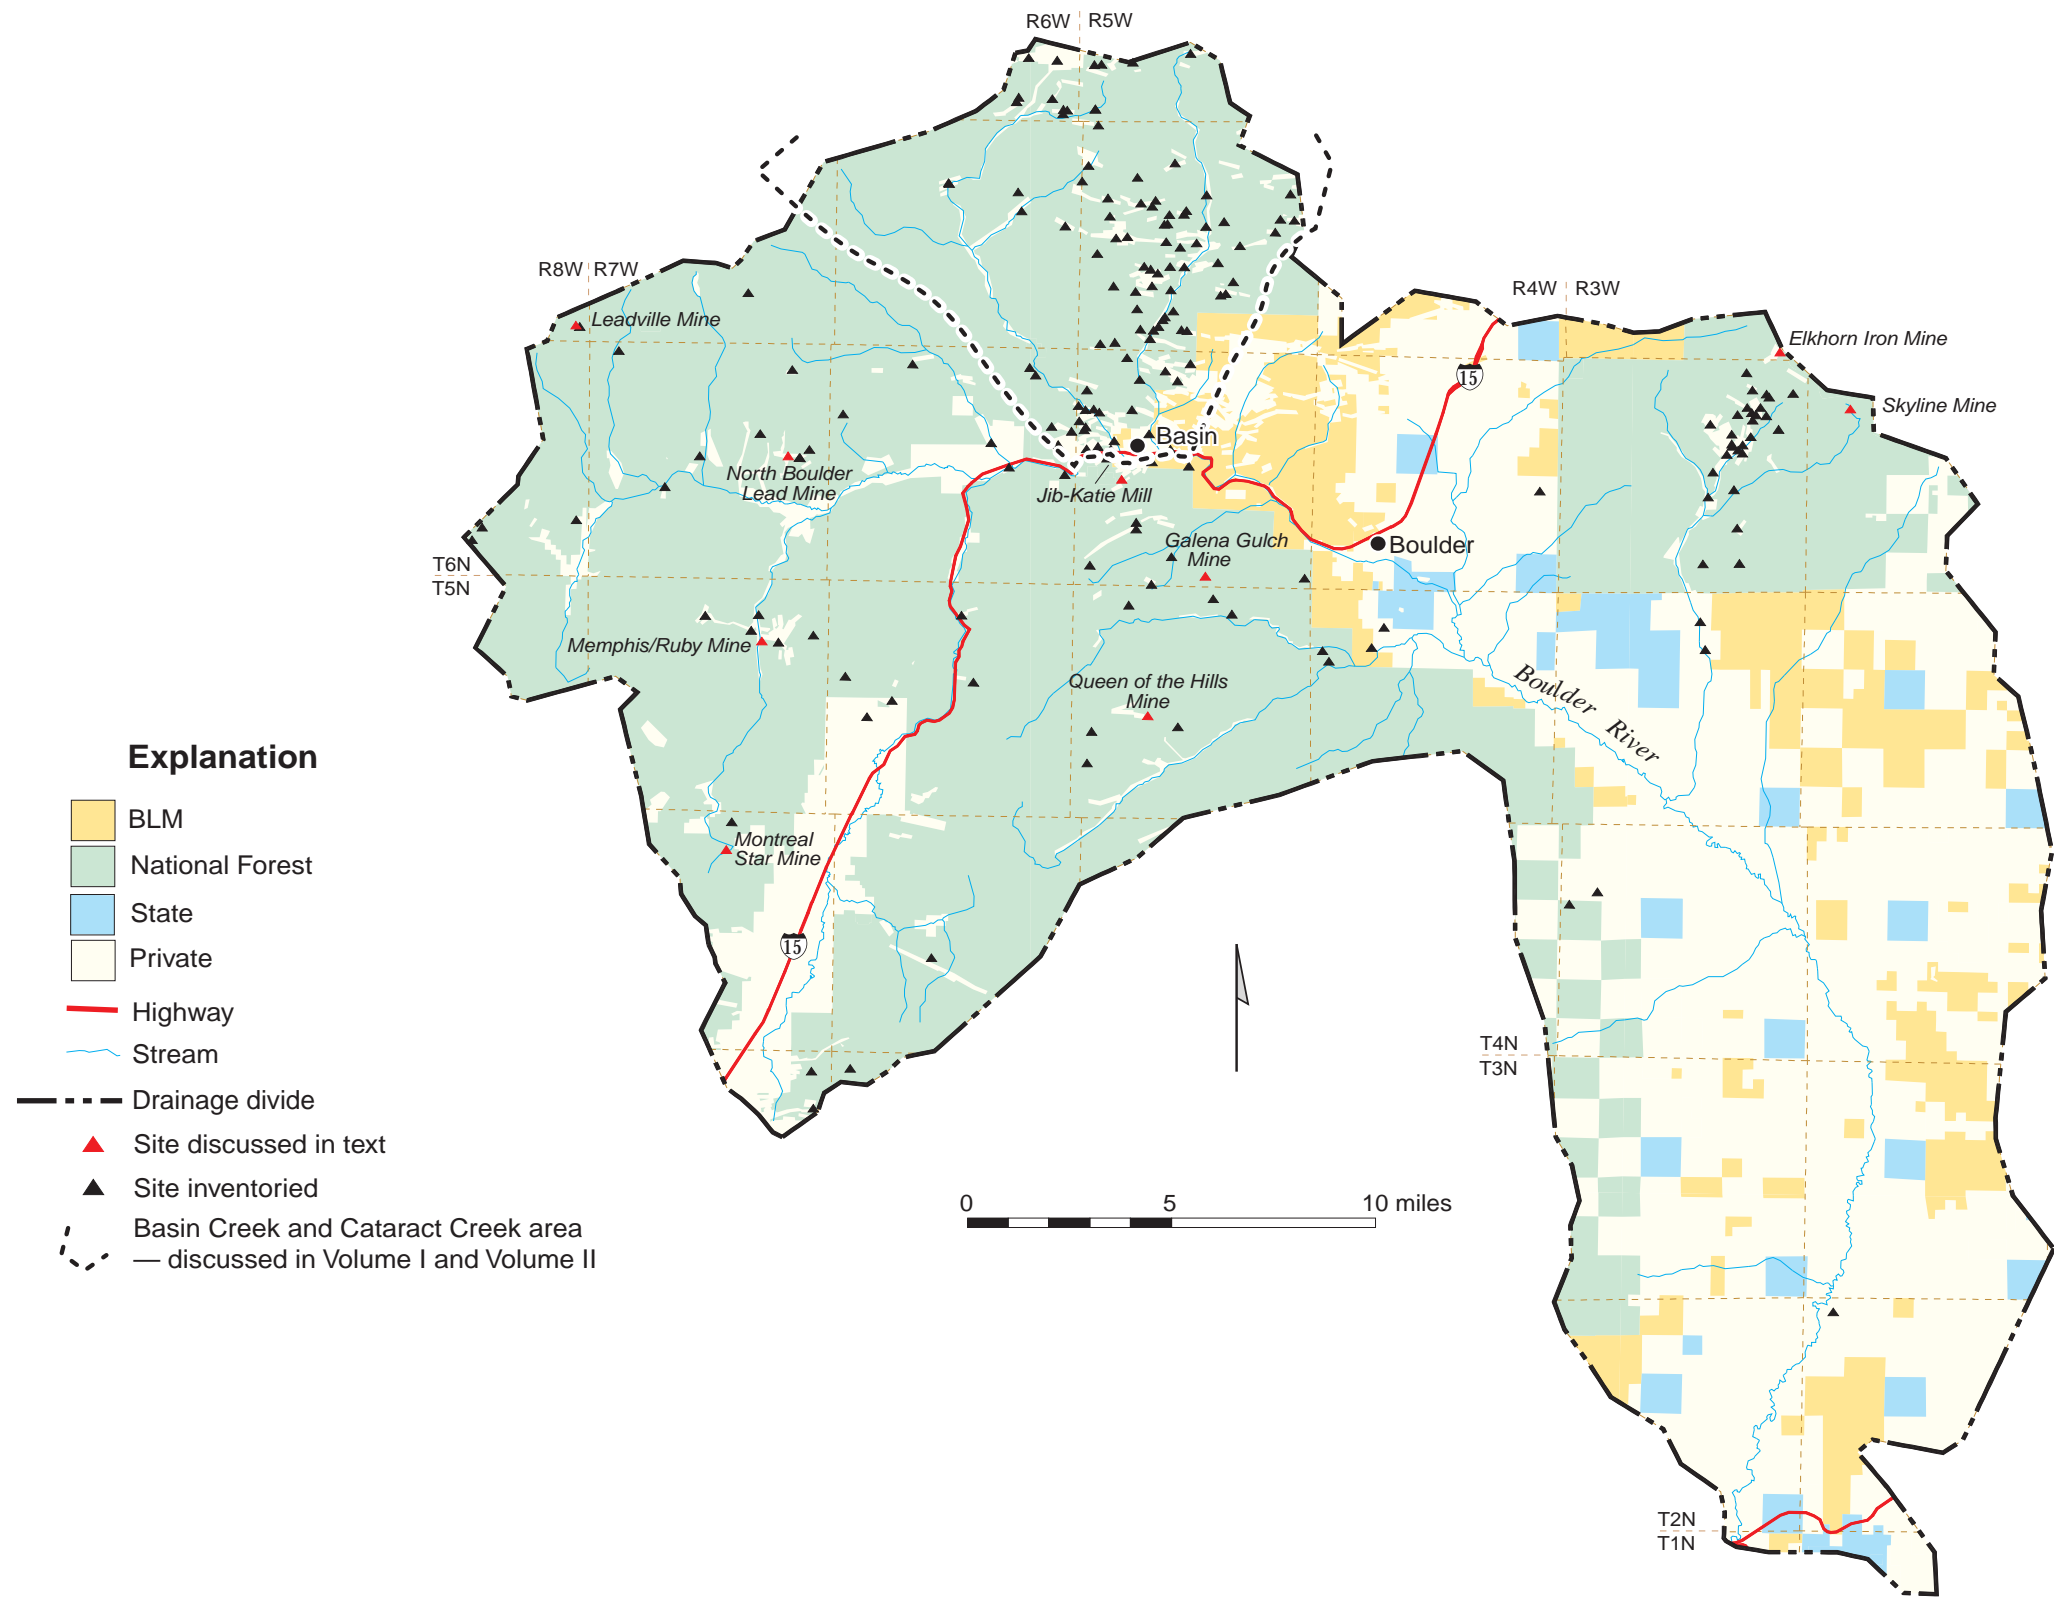 R6W R5W
R8W R7W
R4W R3W
Leadville Mine
Elkhorn Iron Mine
15
Skyline Mine
Basin
North Boulder
Lead Mine
Jib-Katie Mill
Galena Gulch
Mine
Boulder
T6N
T5N
Memphis/Ruby Mine
Queen of the Hills
Mine
Boulder River
Montreal
Star Mine
15
T4N
T3N
Explanation
BLM
National Forest
State
Private
Highway
Stream
Drainage divide
Site discussed in text
Site inventoried
Basin Creek and Cataract Creek area
— discussed in Volume I and Volume II
0 5 10 miles
T2N
T1N